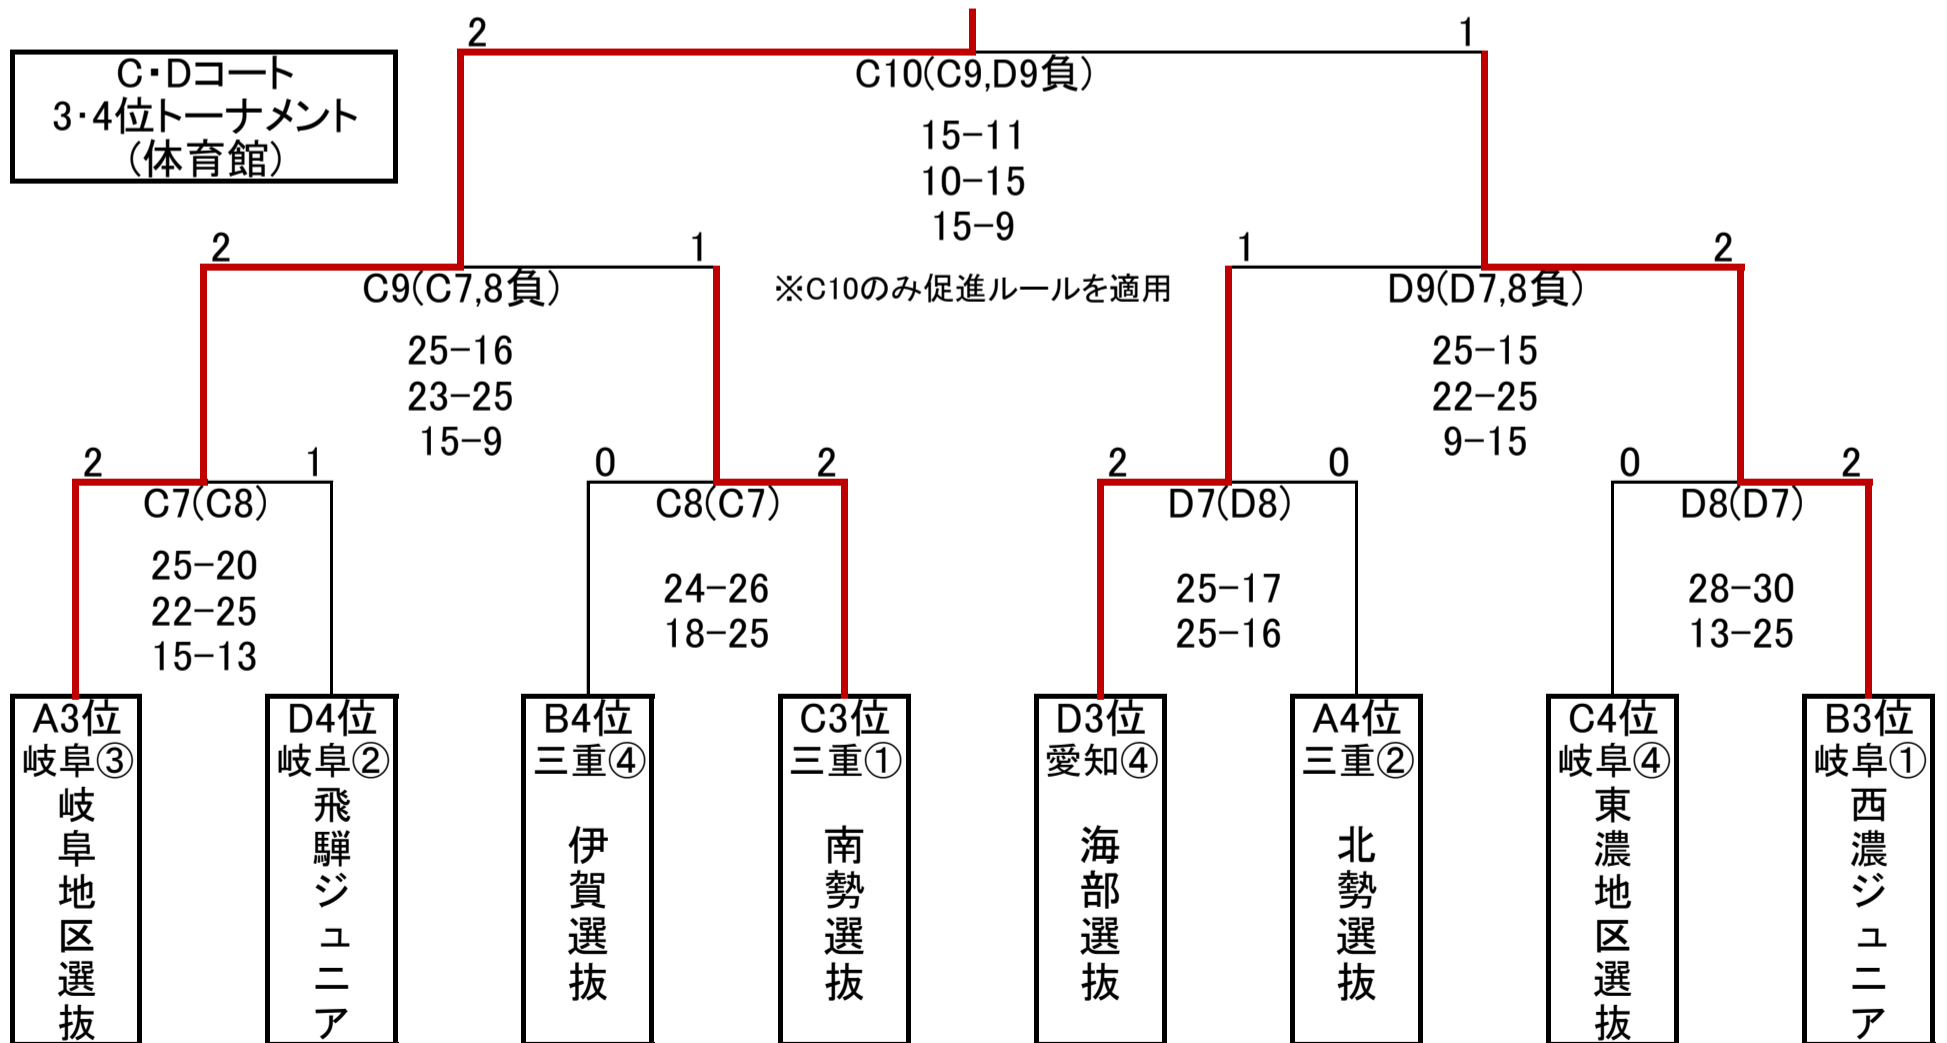 C・Dコート
3・4位トーナメント
(体育館)
2
1
C10(C9,D9負)
15-11
10-15
15-9
※C10のみ促進ルールを適用
2
1
C9(C7,8負)
25-16
23-25
15-9
1
2
D9(D7,8負)
25-15
22-25
9-15
2
1
C7(C8)
25-20
22-25
15-13
0
2
C8(C7)
24-26
18-25
2
0
D7(D8)
25-17
25-16
0
2
D8(D7)
28-30
13-25
A3位
岐阜③
岐阜地区選抜
D4位
岐阜②
飛騨ジュニア
B4位
三重④
伊賀選抜
C3位
三重①
南勢選抜
D3位
愛知④
海部選抜
A4位
三重②
北勢選抜
C4位
岐阜④
東濃地区選抜
B3位
岐阜①
西濃ジュニア